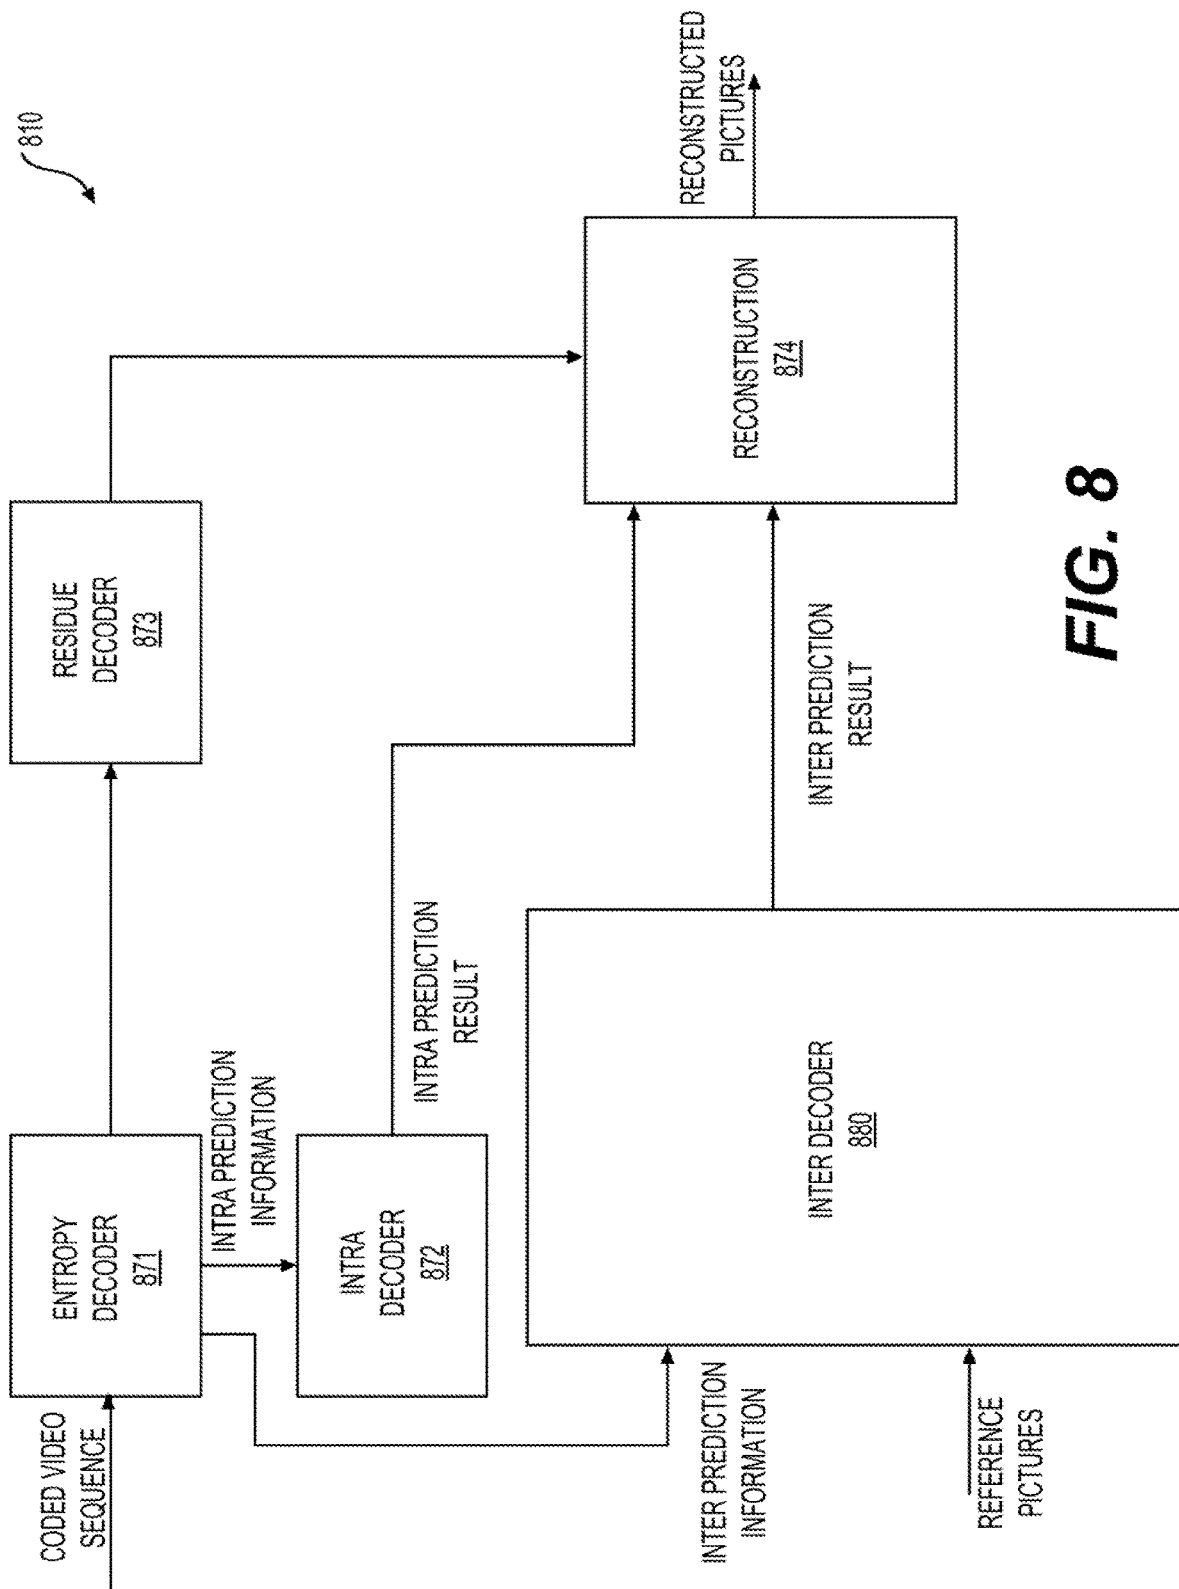 810
CODED VIDEO
SEQUENCE
ENTROPY
DECODER
871
RESIDUE
DECODER
873
INTRA PREDICTION
INFORMATION
INTRA
DECODER
872
INTRA PREDICTION
RESULT
RECONSTRUCTED
PICTURES
RECONSTRUCTION
874
INTER PREDICTION
INFORMATION
REFERENCE
PICTURES
INTER DECODER
880
INTER PREDICTION
RESULT
FIG. 8